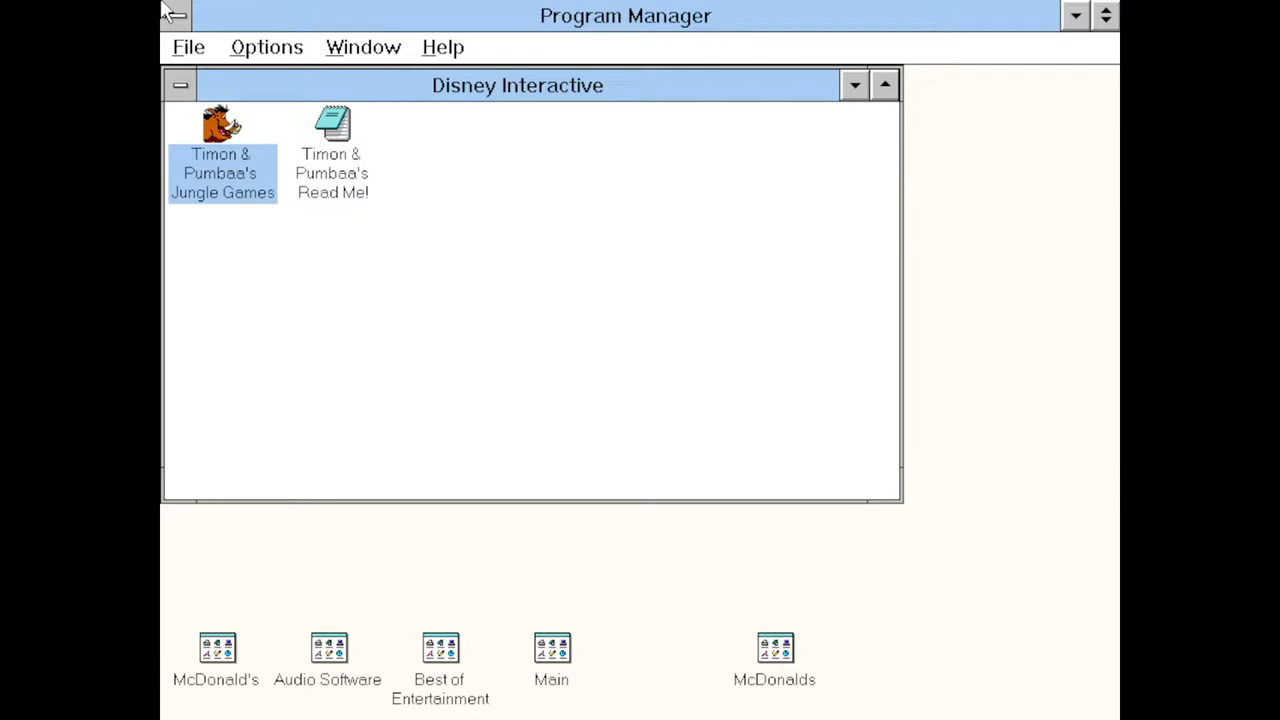 Program Manager
File Options Window Help
Disney Interactive
Timon &
Pumbaa's
Jungle Games
Timon &
Pumbaa's
Read Me!
McDonald's
Audio Software
Best of
Entertainment
Main
McDonalds